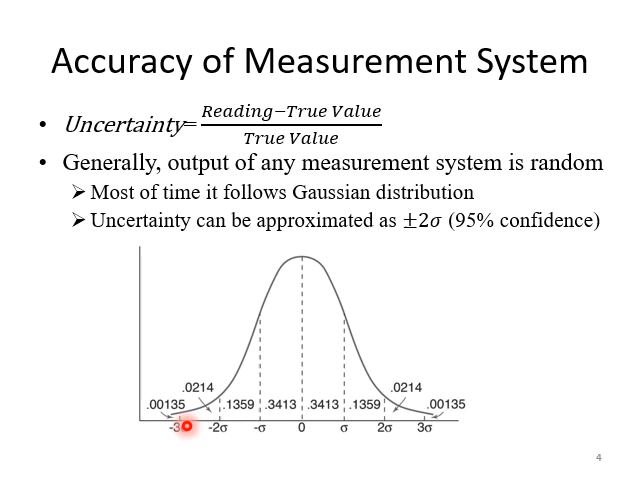 Accuracy of Measurement System
• Uncertainty= Reading−True Value / True Value
• Generally, output of any measurement system is random
➢ Most of time it follows Gaussian distribution
➢ Uncertainty can be approximated as ±2σ (95% confidence)
.0214 .0214
.00135 .1359 .3413 .3413 .1359 .00135
-3 -2σ -σ 0 σ 2σ 3σ
4